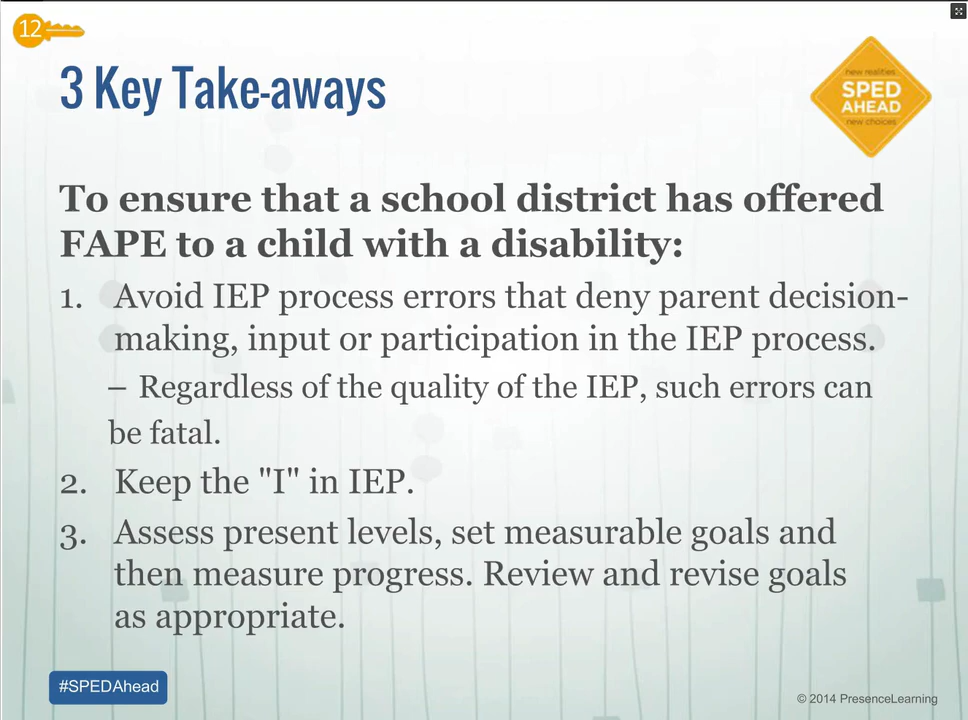 12
3 Key Take-aways
new realities
SPED
AHEAD
new choices
To ensure that a school district has offered
FAPE to a child with a disability:
1. Avoid IEP process errors that deny parent decision-
making, input or participation in the IEP process.
– Regardless of the quality of the IEP, such errors can
be fatal.
2. Keep the "I" in IEP.
3. Assess present levels, set measurable goals and
then measure progress. Review and revise goals
as appropriate.
#SPEDAhead
© 2014 PresenceLearning